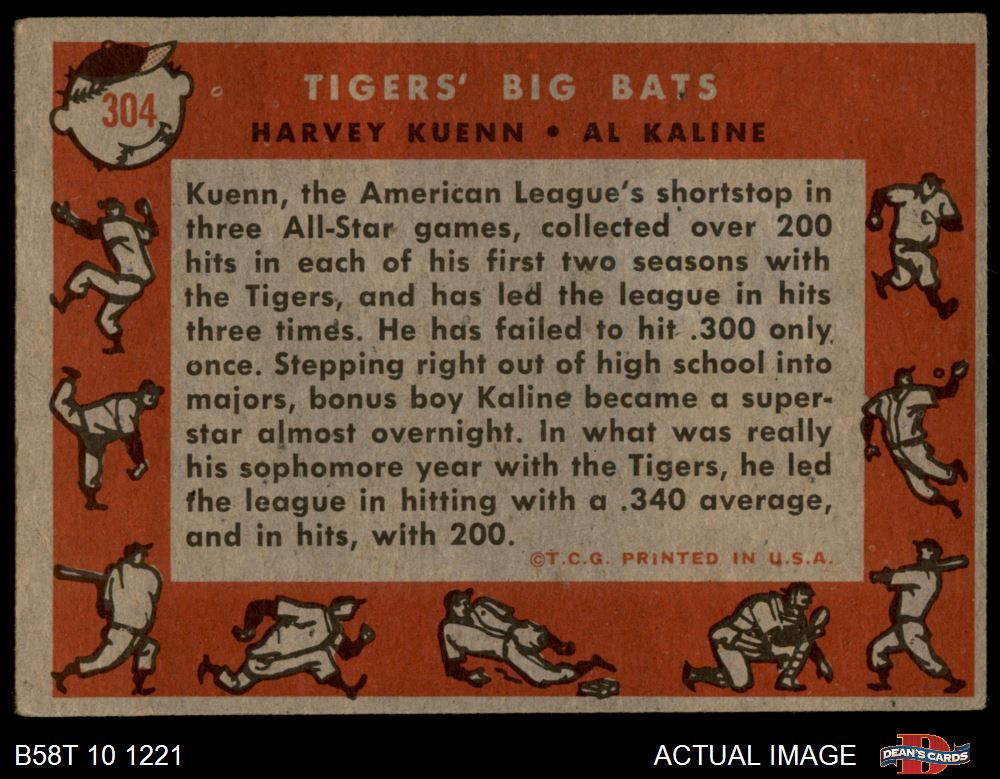 304
TIGERS' BIG BATS
HARVEY KUENN • AL KALINE
Kuenn, the American League's shortstop in
three All-Star games, collected over 200
hits in each of his first two seasons with
the Tigers, and has led the league in hits
three times. He has failed to hit .300 only
once. Stepping right out of high school into
majors, bonus boy Kaline became a super-
star almost overnight. In what was really
his sophomore year with the Tigers, he led
the league in hitting with a .340 average,
and in hits, with 200.
©T.C.G. PRINTED IN U.S.A.
B58T 10 1221
ACTUAL IMAGE
DEAN'S CARDS